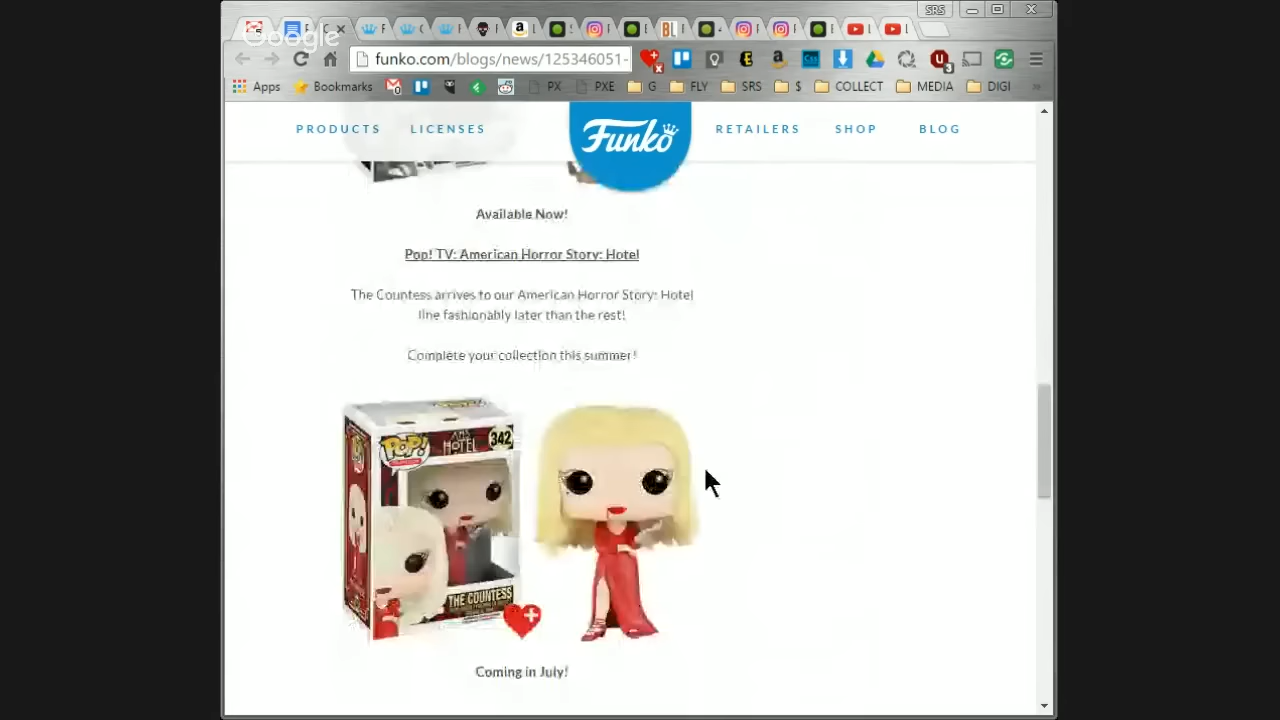 SRS
Google
funko.com/blogs/news/125346051-
Apps
Bookmarks
PX
PXE
G
FLY
SRS
$
COLLECT
MEDIA
DIGI
»
PRODUCTS
LICENSES
Funko
RETAILERS
SHOP
BLOG
Available Now!
Pop! TV: American Horror Story: Hotel
The Countess arrives to our American Horror Story: Hotel
line fashionably later than the rest!
Complete your collection this summer!
POP!
HOTEL
342
THE COUNTESS
Coming in July!